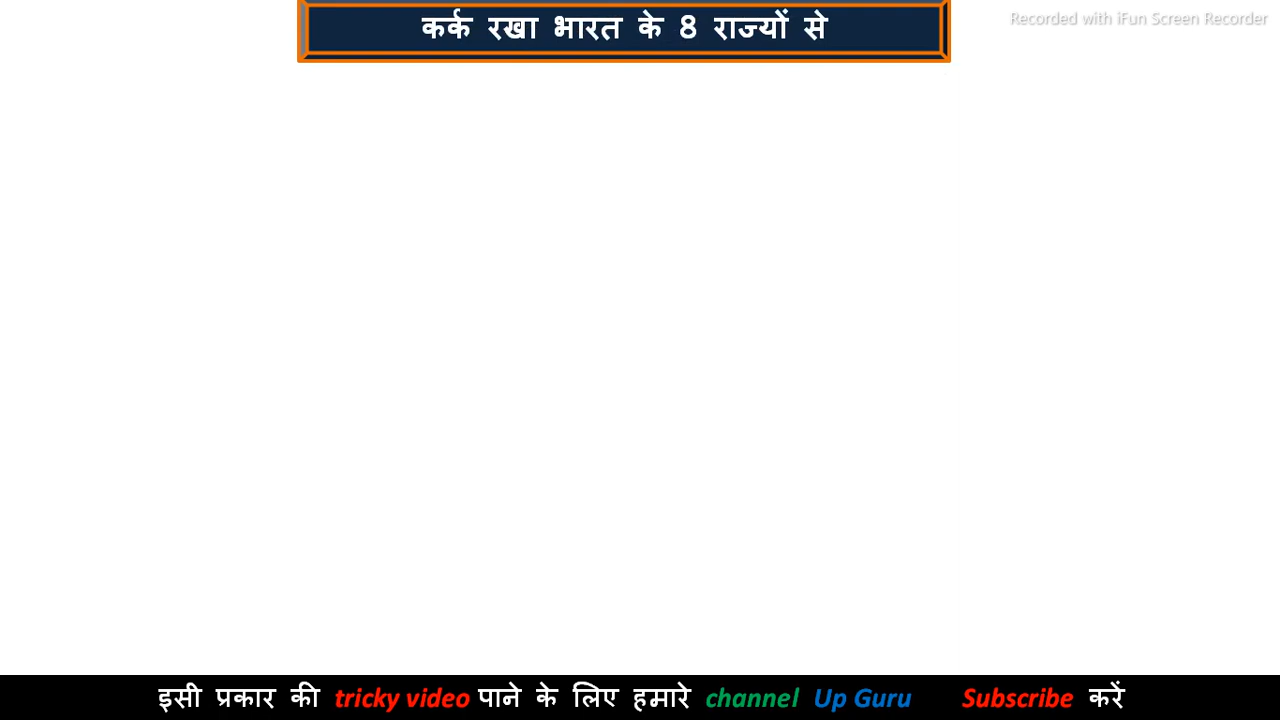 कर्क रखा भारत के 8 राज्यों से
Recorded with iFun Screen Recorder
इसी प्रकार की tricky video पाने के लिए हमारे channel Up Guru Subscribe करें